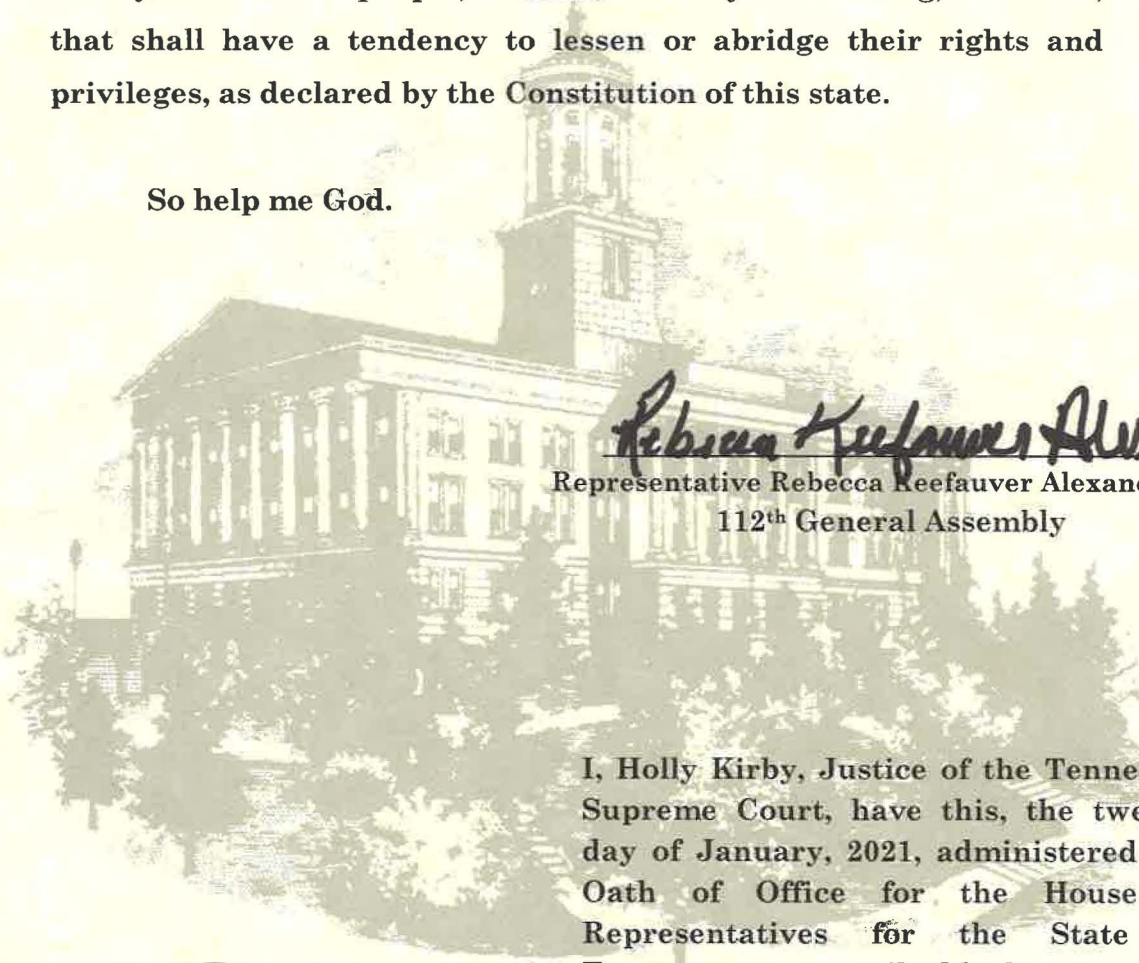 that shall have a tendency to lessen or abridge their rights and
privileges, as declared by the Constitution of this state.
So help me God.
Rebecca Keefauver
Representative Rebecca Keefauver
112th General Assembly
I, Holly Kirby, Justice of the
Supreme Court, have this, the
day of January, 2021, administered
Oath of Office for the House
Representatives for the State